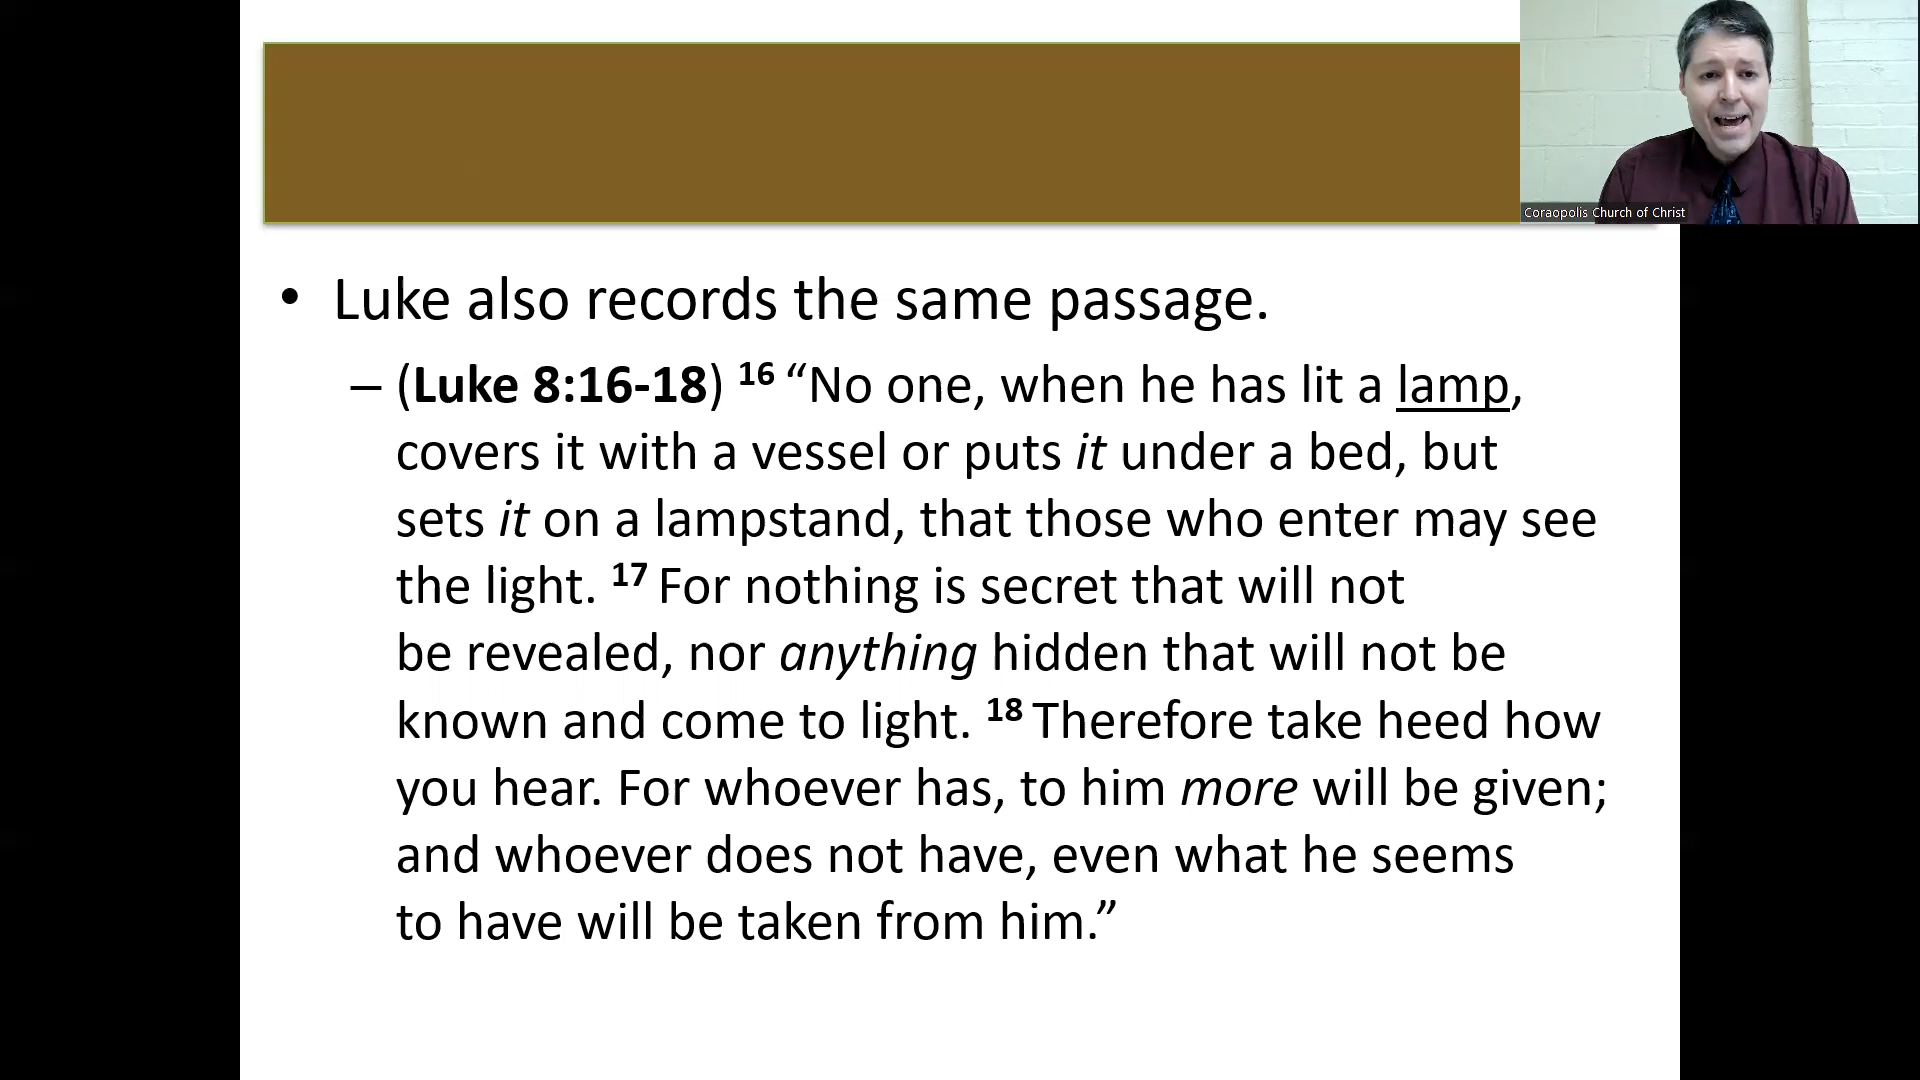 Coraopolis Church of Christ
• Luke also records the same passage.
– (Luke 8:16-18) 16 “No one, when he has lit a lamp,
covers it with a vessel or puts it under a bed, but
sets it on a lampstand, that those who enter may see
the light. 17 For nothing is secret that will not
be revealed, nor anything hidden that will not be
known and come to light. 18 Therefore take heed how
you hear. For whoever has, to him more will be given;
and whoever does not have, even what he seems
to have will be taken from him.”